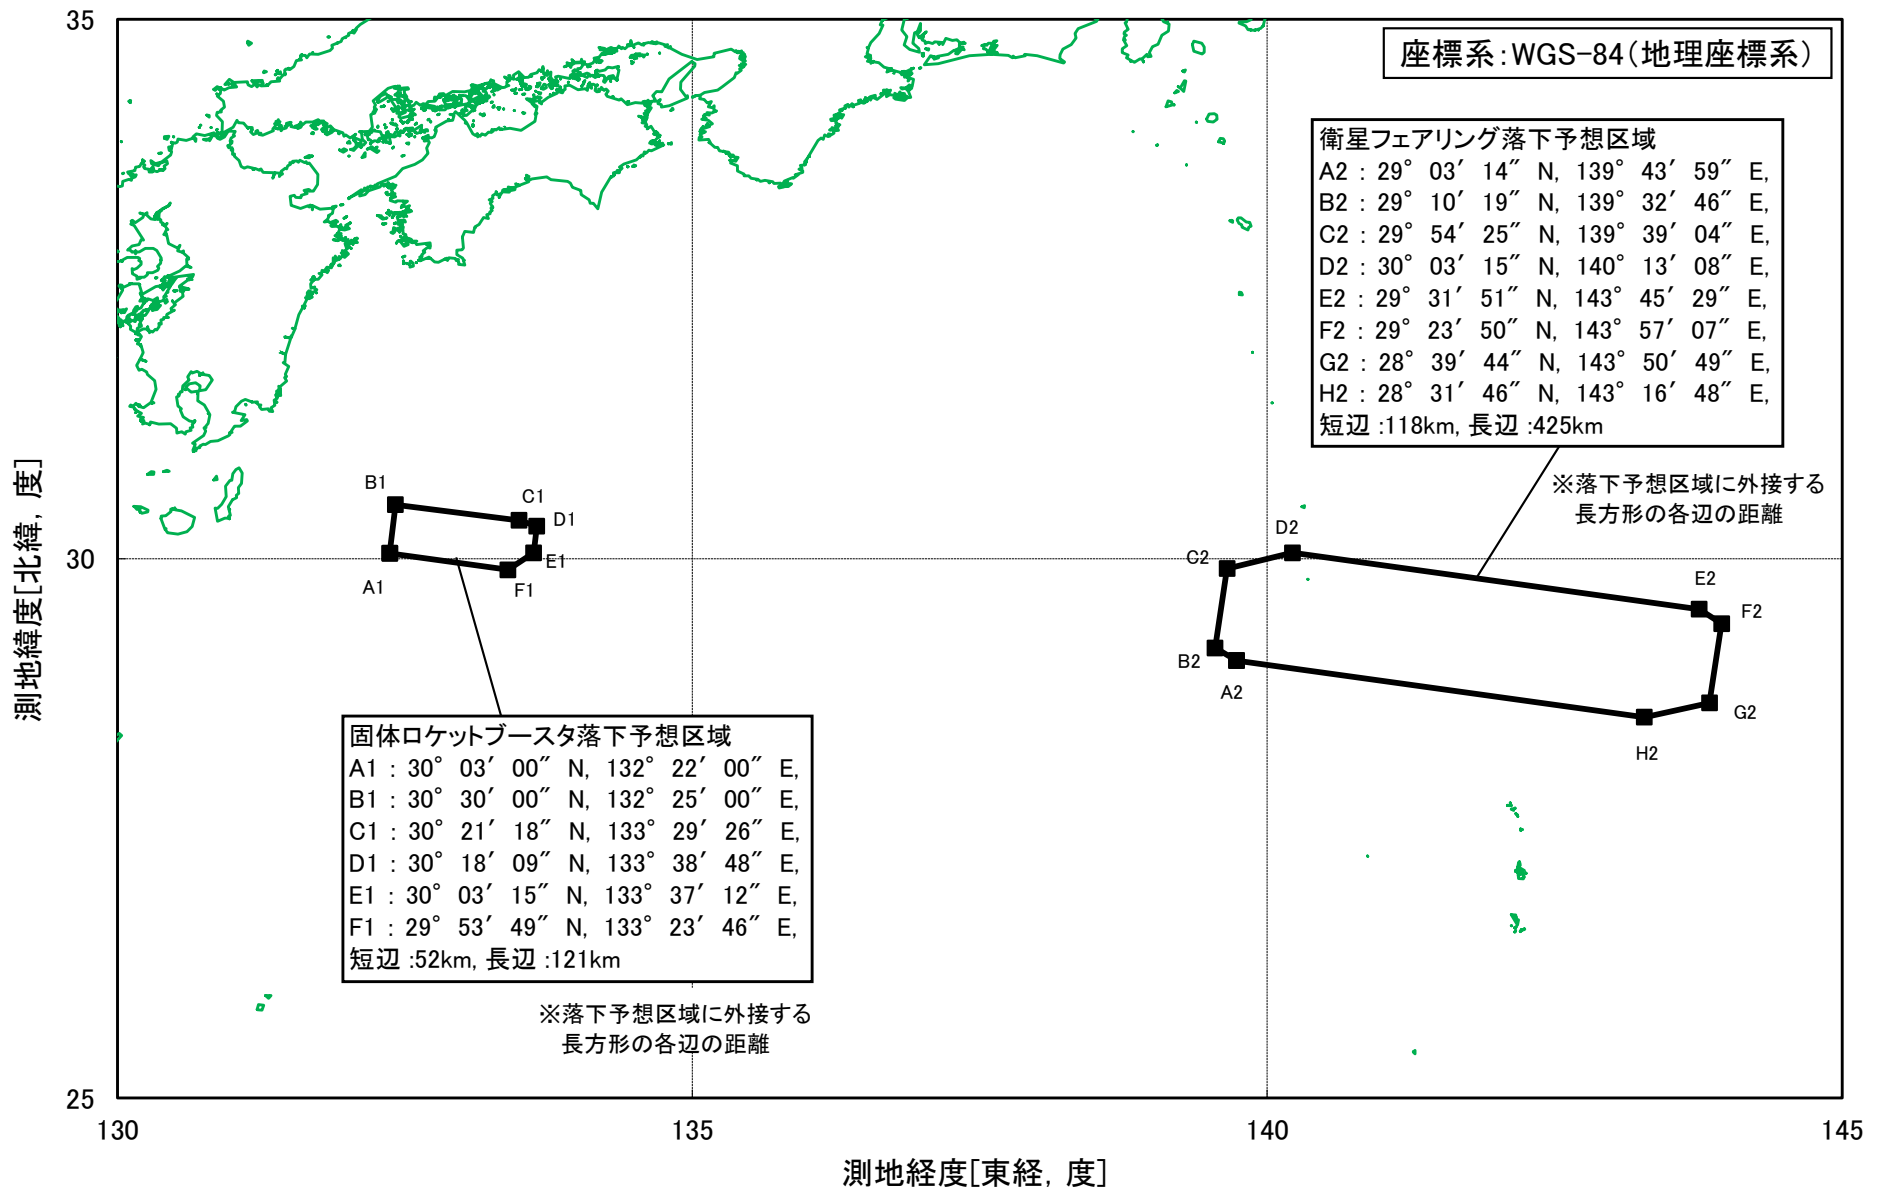 35
座標系:WGS-84(地理座標系)
衛星フェアリング落下予想区域
A2 : 29° 03′ 14″ N, 139° 43′ 59″ E,
B2 : 29° 10′ 19″ N, 139° 32′ 46″ E,
C2 : 29° 54′ 25″ N, 139° 39′ 04″ E,
D2 : 30° 03′ 15″ N, 140° 13′ 08″ E,
E2 : 29° 31′ 51″ N, 143° 45′ 29″ E,
F2 : 29° 23′ 50″ N, 143° 57′ 07″ E,
G2 : 28° 39′ 44″ N, 143° 50′ 49″ E,
H2 : 28° 31′ 46″ N, 143° 16′ 48″ E,
短辺 :118km, 長辺 :425km
※落下予想区域に外接する
長方形の各辺の距離
B1
C1
D1
E1
F1
A1
30
D2
C2
E2
F2
B2
A2
G2
H2
測地緯度[北緯, 度]
固体ロケットブースタ落下予想区域
A1 : 30° 03′ 00″ N, 132° 22′ 00″ E,
B1 : 30° 30′ 00″ N, 132° 25′ 00″ E,
C1 : 30° 21′ 18″ N, 133° 29′ 26″ E,
D1 : 30° 18′ 09″ N, 133° 38′ 48″ E,
E1 : 30° 03′ 15″ N, 133° 37′ 12″ E,
F1 : 29° 53′ 49″ N, 133° 23′ 46″ E,
短辺 :52km, 長辺 :121km
※落下予想区域に外接する
長方形の各辺の距離
25
130
135
140
145
測地経度[東経, 度]